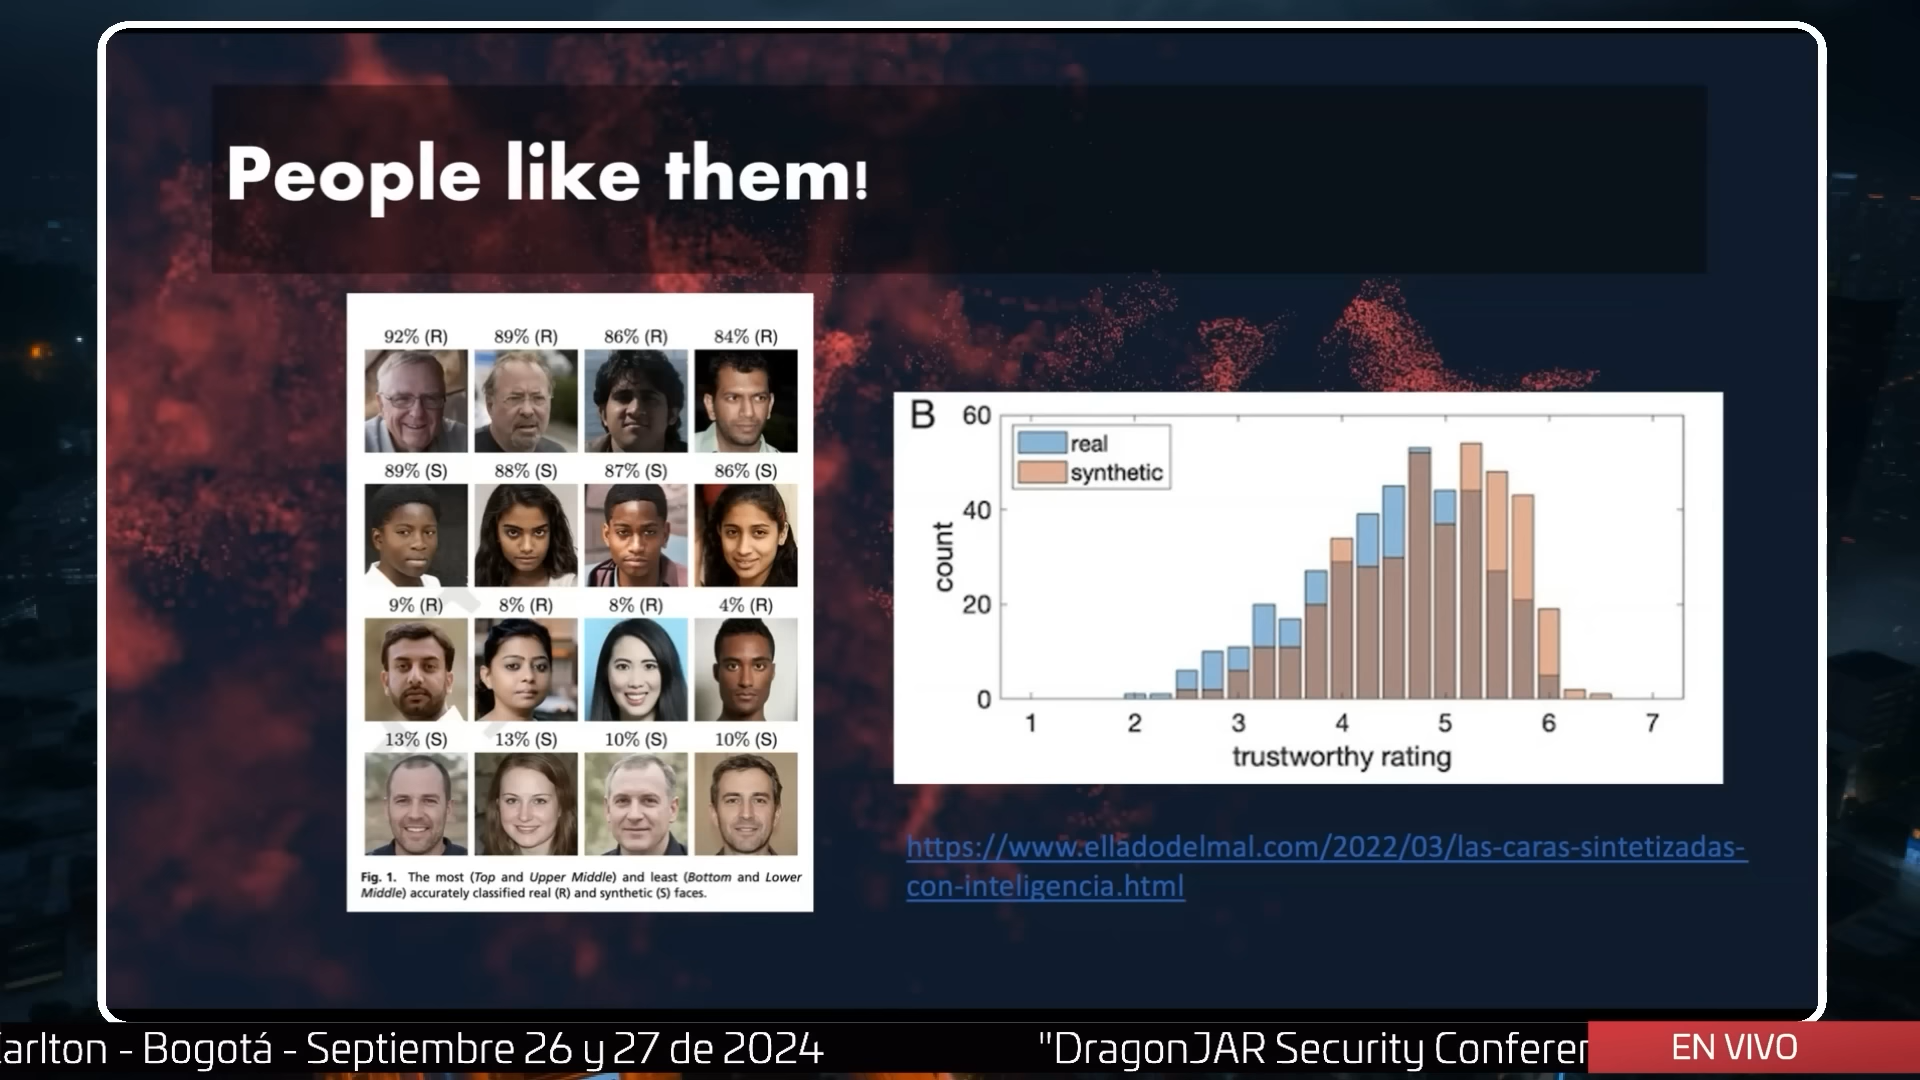 People like them!
92% (R) 89% (R) 86% (R) 84% (R)
89% (S) 88% (S) 87% (S) 86% (S)
9% (R) 8% (R) 8% (R) 4% (R)
13% (S) 13% (S) 10% (S) 10% (S)
Fig. 1. The most (Top and Upper Middle) and least (Bottom and Lower
Middle) accurately classified real (R) and synthetic (S) faces.
B
real
synthetic
60
40
20
0
count
1 2 3 4 5 6 7
trustworthy rating
https://www.elladodelmal.com/2022/03/las-caras-sintetizadas-
con-inteligencia.html
arlton - Bogotá - Septiembre 26 y 27 de 2024 "DragonJAR Security Conferen
EN VIVO